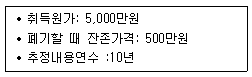 • 취득원가: 5,000만원
• 폐기할 때 잔존가격: 500만원
• 추정내용연수 :10년